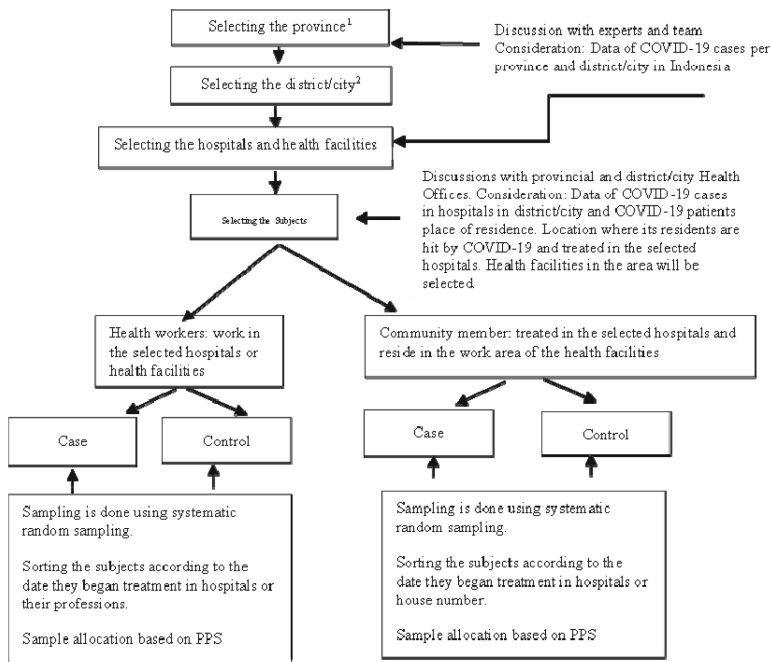 Selecting the province¹
Discussion with experts and team
Consideration: Data of COVID-19 cases per
province and district/city in Indonesia
Selecting the district/city²
Selecting the hospitals and health facilities
Discussions with provincial and district/city Health
Offices. Consideration: Data of COVID-19 cases
in hospitals in district/city and COVID-19 patients
place of residence. Location where its residents are
hit by COVID-19 and treated in the selected
hospitals. Health facilities in the area will be
selected
Selecting the Subjects
Health workers: work in
the selected hospitals or
health facilities
Community member: treated in the selected hospitals and
reside in the work area of the health facilities
Case
Control
Case
Control
Sampling is done using systematic
random sampling.
Sorting the subjects according to the
date they began treatment in hospitals or
their professions.
Sample allocation based on PPS
Sampling is done using systematic
random sampling.
Sorting the subjects according to the
date they began treatment in hospitals or
house number.
Sample allocation based on PPS